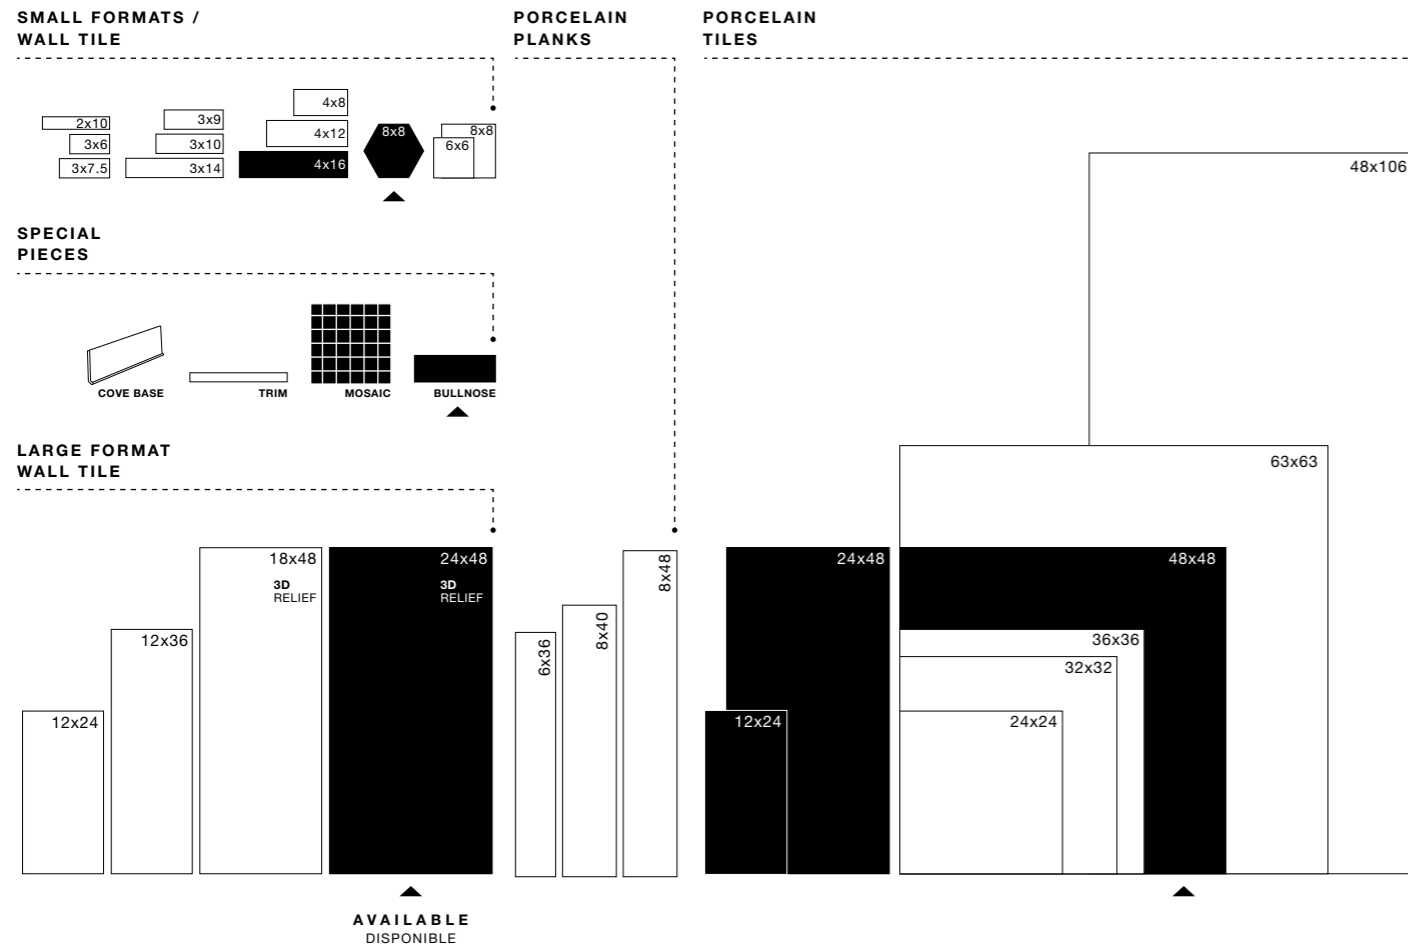 SMALL FORMATS /
WALL TILE
2x10
3x6
3x7.5
3x9
3x10
3x14
4x8
4x12
4x16
8x8
8x8
6x6
SPECIAL
PIECES
COVE BASE
TRIM
MOSAIC
BULLNOSE
LARGE FORMAT
WALL TILE
12x24
12x36
18x48
3D
RELIEF
24x48
3D
RELIEF
AVAILABLE
DISPONIBLE
PORCELAIN
PLANKS
6x36
8x40
8x48
PORCELAIN
TILES
12x24
24x48
48x106
63x63
48x48
36x36
32x32
24x24